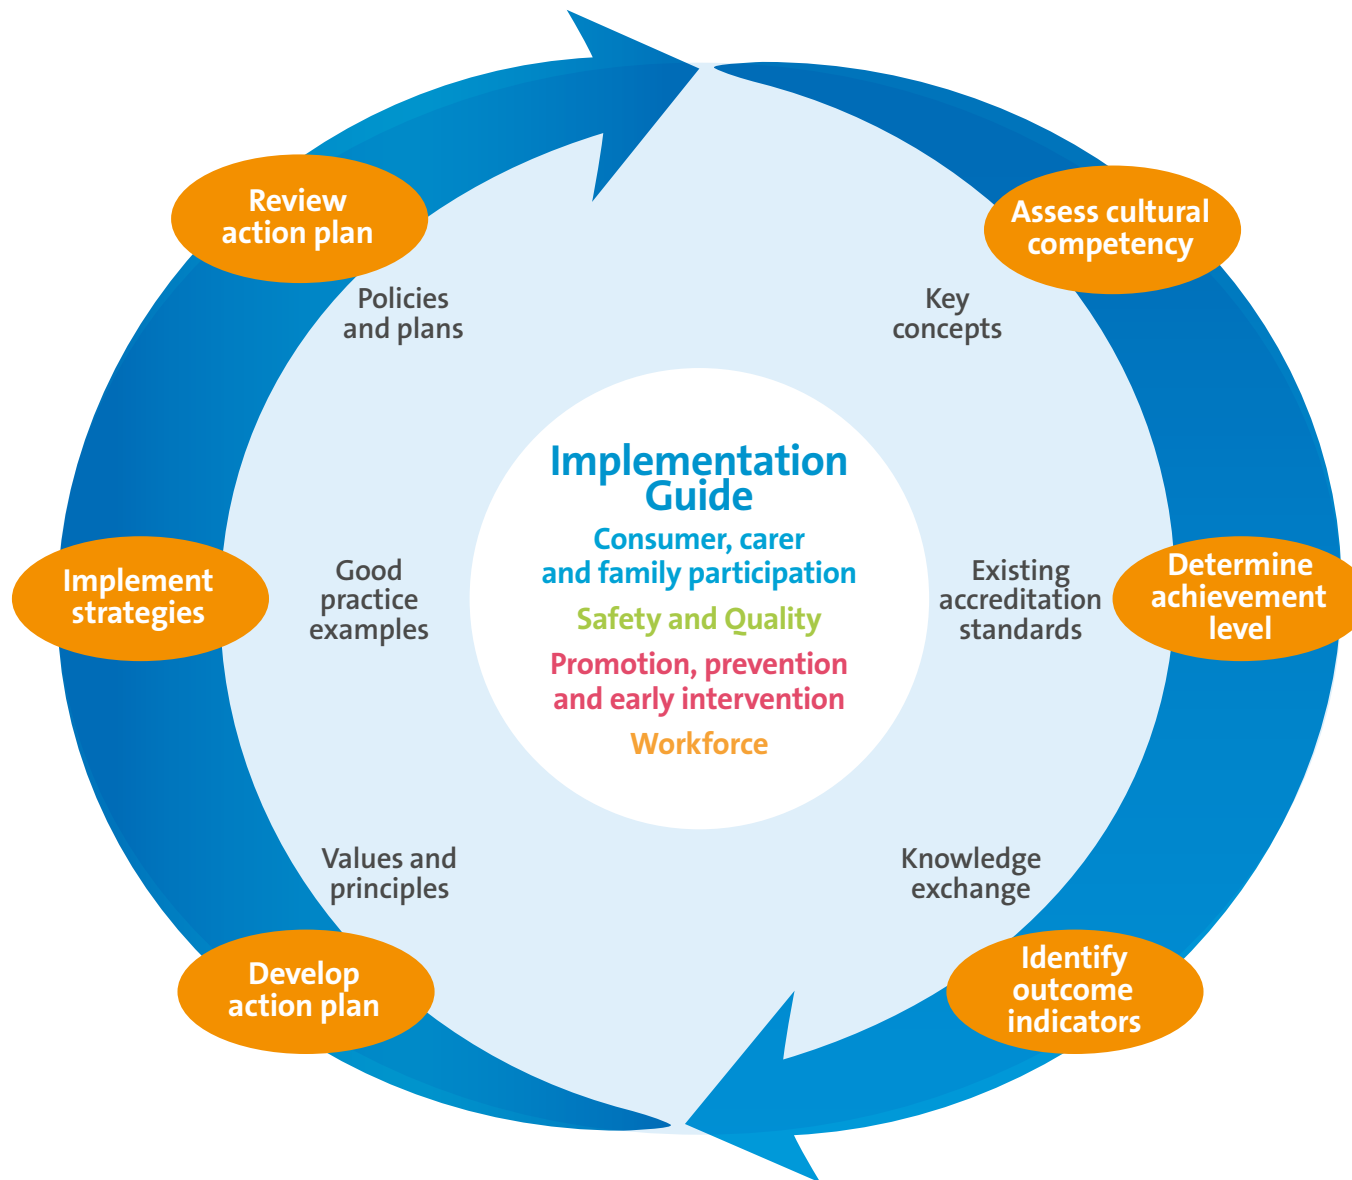 Review
action plan
Assess cultural
competency
Policies
and plans
Key
concepts
Implementation
Guide
Consumer, carer
and family participation
Safety and Quality
Promotion, prevention
and early intervention
Workforce
Implement
strategies
Good
practice
examples
Existing
accreditation
standards
Determine
achievement
level
Values and
principles
Knowledge
exchange
Develop
action plan
Identify
outcome
indicators